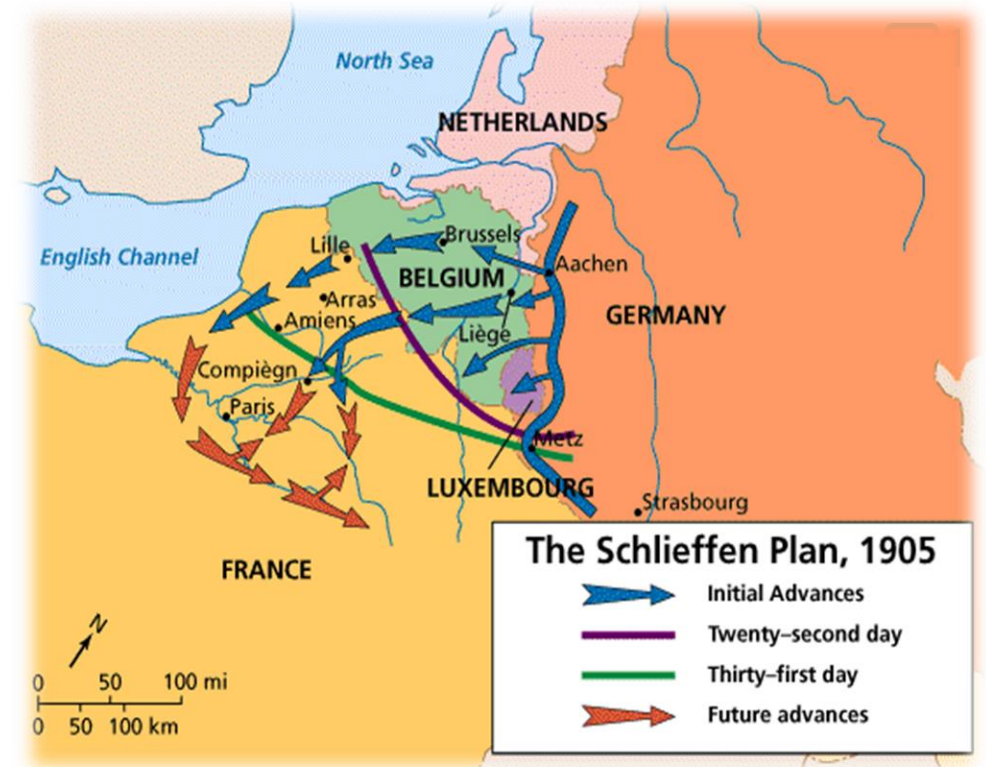 North Sea
NETHERLANDS
English Channel
Lille
Brussels
BELGIUM
Aachen
Arras
Amiens
Liège
GERMANY
Compiègn
Paris
Metz
LUXEMBOURG
Strasbourg
FRANCE
N
0 50 100 mi
0 50 100 km
The Schlieffen Plan, 1905
Initial Advances
Twenty-second day
Thirty-first day
Future advances